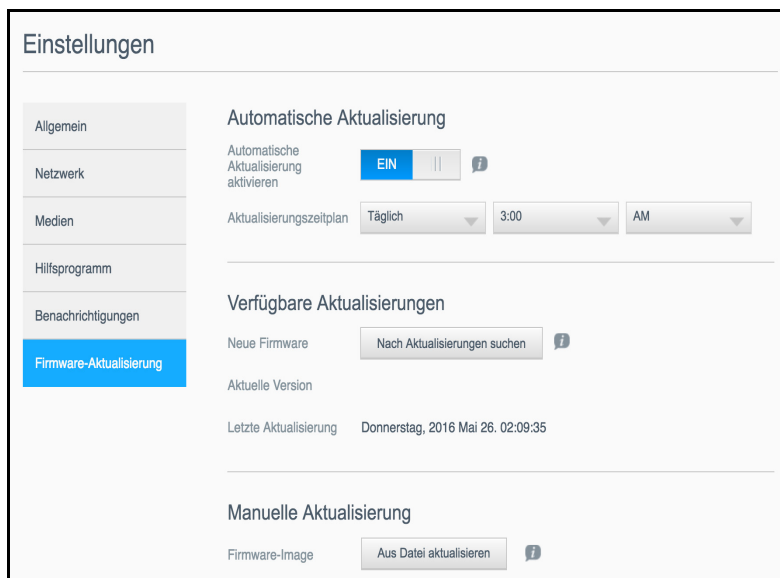 Einstellungen
Allgemein
Netzwerk
Medien
Hilfsprogramm
Benachrichtigungen
Firmware-Aktualisierung
Automatische Aktualisierung
Automatische
Aktualisierung
aktivieren
EIN
Aktualisierungszeitplan
Täglich
3:00
AM
Verfügbare Aktualisierungen
Neue Firmware
Nach Aktualisierungen suchen
Aktuelle Version
Letzte Aktualisierung
Donnerstag, 2016 Mai 26. 02:09:35
Manuelle Aktualisierung
Firmware-Image
Aus Datei aktualisieren